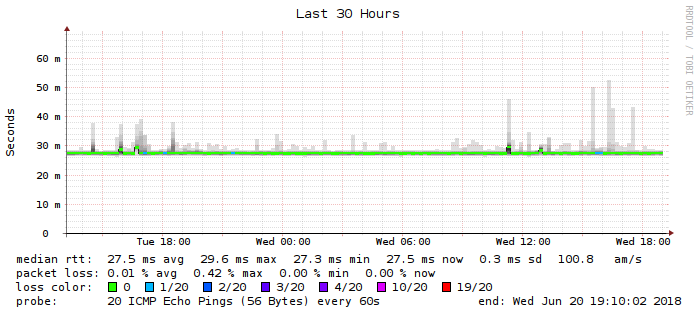 Last 30 Hours
RRDTOOL / TOBI OETIKER
Seconds
60 m
50 m
40 m
30 m
20 m
10 m
0
Tue 18:00 Wed 00:00 Wed 06:00 Wed 12:00 Wed 18:00
median rtt: 27.5 ms avg 29.6 ms max 27.3 ms min 27.5 ms now 0.3 ms sd 100.8 am/s
packet loss: 0.01 % avg 0.42 % max 0.00 % min 0.00 % now
loss color: 0 1/20 2/20 3/20 4/20 10/20 19/20
probe: 20 ICMP Echo Pings (56 Bytes) every 60s end: Wed Jun 20 19:10:02 2018